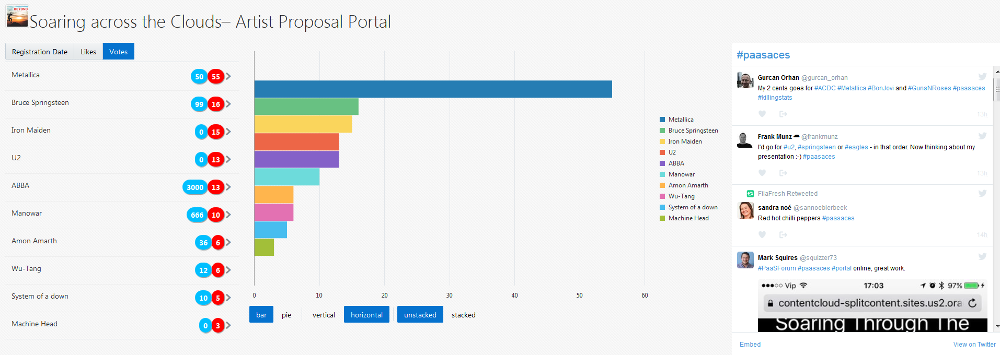 BEYOND
Soaring across the Clouds– Artist Proposal Portal
Registration Date
Likes
Votes
Metallica
50
55
Bruce Springsteen
99
16
Iron Maiden
0
15
U2
0
13
ABBA
3000
13
Manowar
666
10
Amon Amarth
36
6
Wu-Tang
12
6
System of a down
10
5
Machine Head
0
3
0
10
20
30
40
50
60
bar
pie
vertical
horizontal
unstacked
stacked
Metallica
Bruce Springsteen
Iron Maiden
U2
ABBA
Manowar
Amon Amarth
Wu-Tang
System of a down
Machine Head
#paasaces
Gurcan Orhan @gurcan_orhan
My 2 cents goes for #ACDC #Metallica #BonJovi and #GunsNRoses #paasaces
#killingstats
13h
Frank Munz @frankmunz
I'd go for #u2, #springsteen or #eagles - in that order. Now thinking about my
presentation :-) #paasaces
13h
FilaFresh Retweeted
sandra noé @sannoebierbeek
Red hot chilli peppers #paasaces
14h
Mark Squires @squizzer73
#PaaSForum #paasaces #portal online, great work.
Vip 17:03 97%
contentcloud-splitcontent.sites.us2.ora
Soaring Through The
Embed
View on Twitter